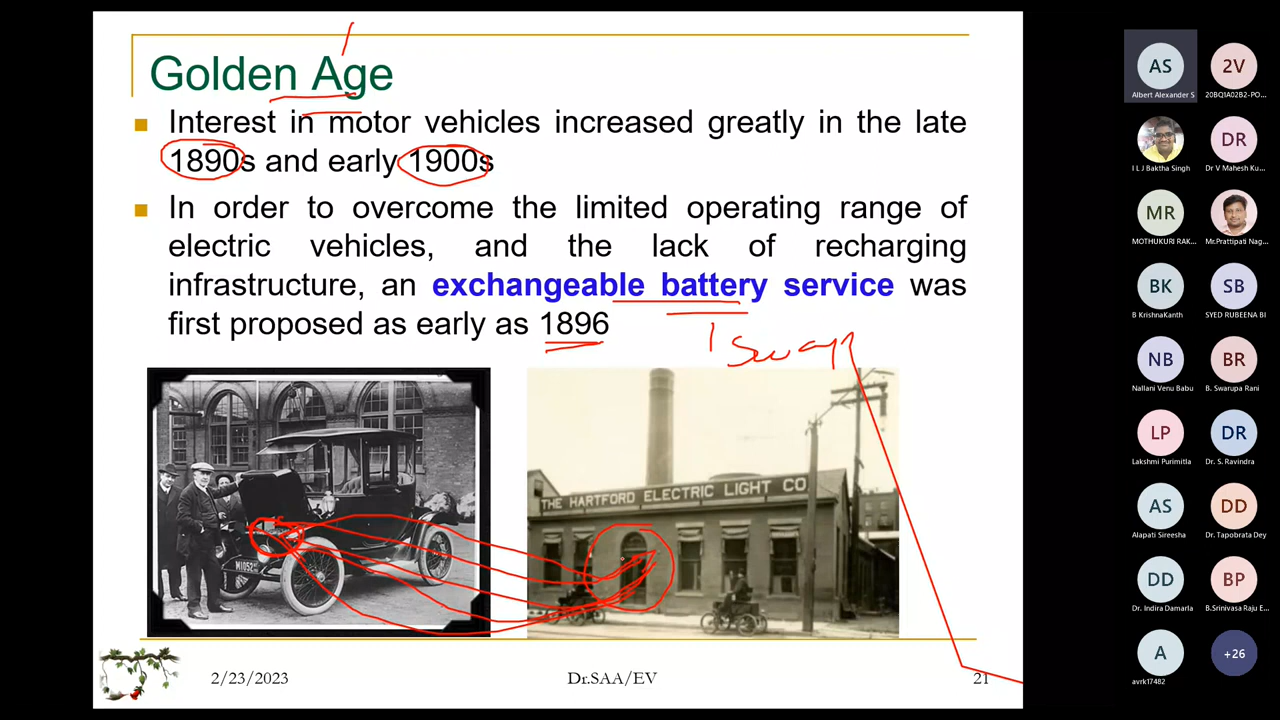 Golden Age
Interest in motor vehicles increased greatly in the late
1890s and early 1900s
In order to overcome the limited operating range of
electric vehicles, and the lack of recharging
infrastructure, an exchangeable battery service was
first proposed as early as 1896
Swap
THE HARTFORD ELECTRIC LIGHT CO
M1052
2/23/2023
Dr.SAA/EV
21
AS
Albert Alexander S
2V
20BQ1A02B2-PO...
I L J Baktha Singh
DR
Dr V Mahesh Ku...
MR
MOTHUKURI RAK...
Mr.Prattipati Nag...
BK
B KrishnaKanth
SB
SYED RUBEENA BI
NB
Nallani Venu Babu
BR
B. Swarupa Rani
LP
Lakshmi Purimitla
DR
Dr. S. Ravindra
AS
Alapati Sireesha
DD
Dr. Tapobrata Dey
DD
Dr. Indira Damarla
BP
B.Srinivasa Raju E...
A
avrk17482
+26